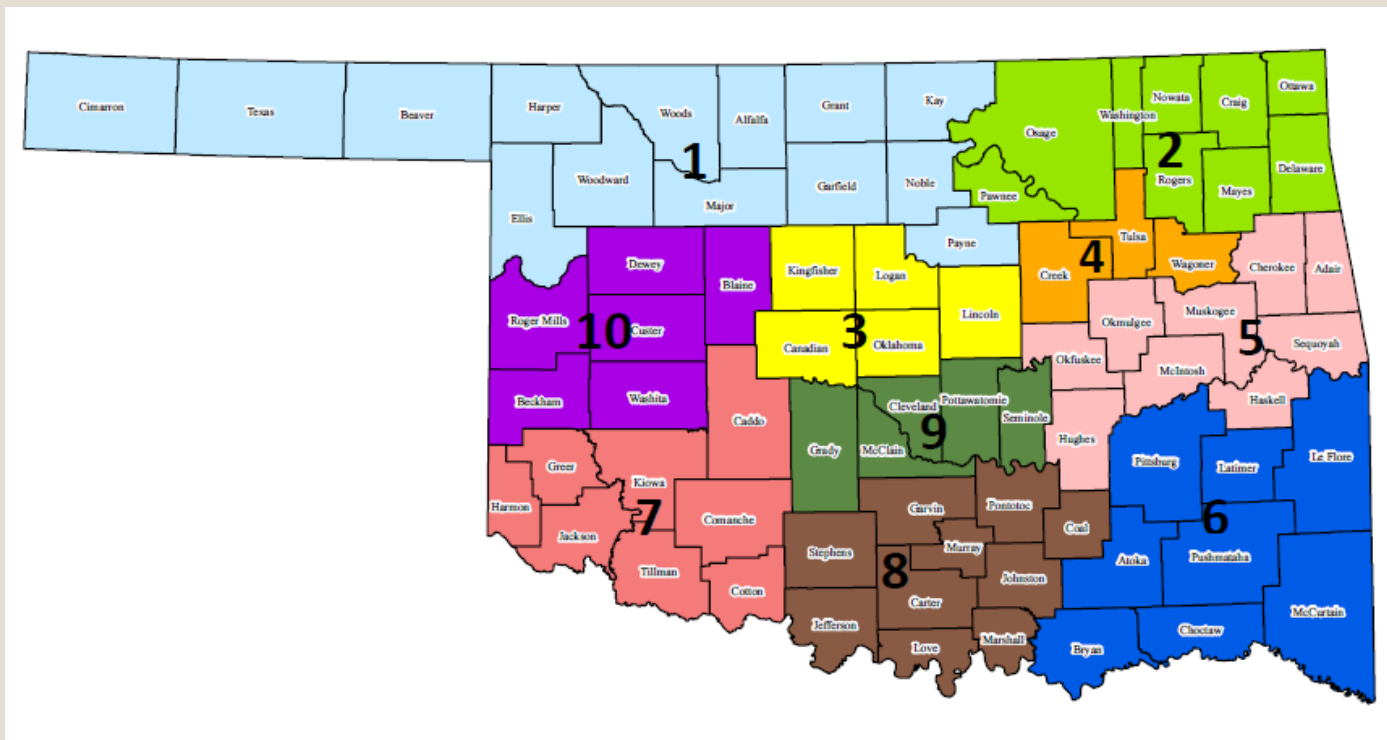 Cimarron
Texas
Beaver
Harper
Woods
Alfalfa
Grant
Kay
Osage
Washington
Nowata
Craig
Ottawa
Ellis
Woodward
1
Major
Garfield
Noble
Pawnee
2
Rogers
Mayes
Delaware
Payne
Dewey
Blaine
Kingfisher
Logan
Lincoln
Creek
4
Tulsa
Wagoner
Cherokee
Adair
Roger Mills
10
Custer
Canadian
3
Oklahoma
Okmulgee
Muskogee
5
Sequoyah
Beckham
Washita
Caddo
Okfuskee
McIntosh
Haskell
Grady
McClain
Cleveland
9
Pottawatomie
Seminole
Hughes
Greer
Kiowa
Harmon
Jackson
7
Comanche
Tillman
Cotton
Pittsburg
Latimer
Le Flore
Garvin
Pontotoc
Coal
Stephens
8
Murray
Johnston
Carter
Jefferson
Love
Marshall
6
Atoka
Pushmataha
Bryan
Choctaw
McCurtain